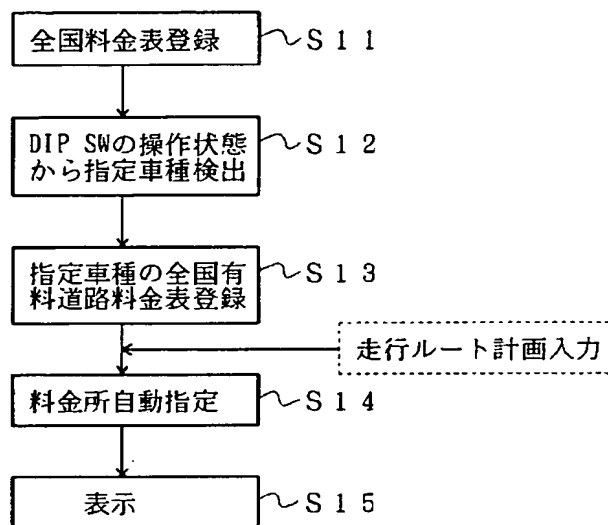 全国料金表登録 S11
DIP SWの操作状態 S12
から指定車種検出
指定車種の全国有 S13
料道路料金表登録
走行ルート計画入力
料金所自動指定 S14
表示 S15